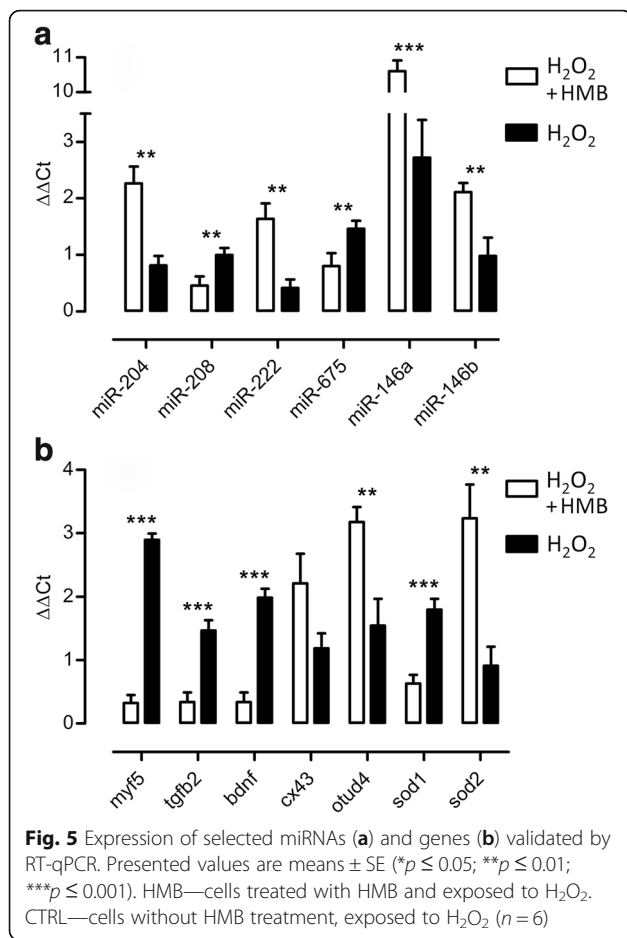 a
11
10
3
2
1
0
ΔΔCt
** ** ** ** *** **
H₂O₂
+HMB
H₂O₂
miR-204 miR-208 miR-222 miR-675 miR-146a miR-146b
b
4
3
2
1
0
ΔΔCt
*** *** *** ** *** **
H₂O₂
+HMB
H₂O₂
myf5 tgfb2 bdnf cx43 otud4 sod1 sod2
Fig. 5 Expression of selected miRNAs (a) and genes (b) validated by
RT-qPCR. Presented values are means ± SE (*p ≤ 0.05; **p ≤ 0.01;
***p ≤ 0.001). HMB—cells treated with HMB and exposed to H₂O₂.
CTRL—cells without HMB treatment, exposed to H₂O₂ (n = 6)